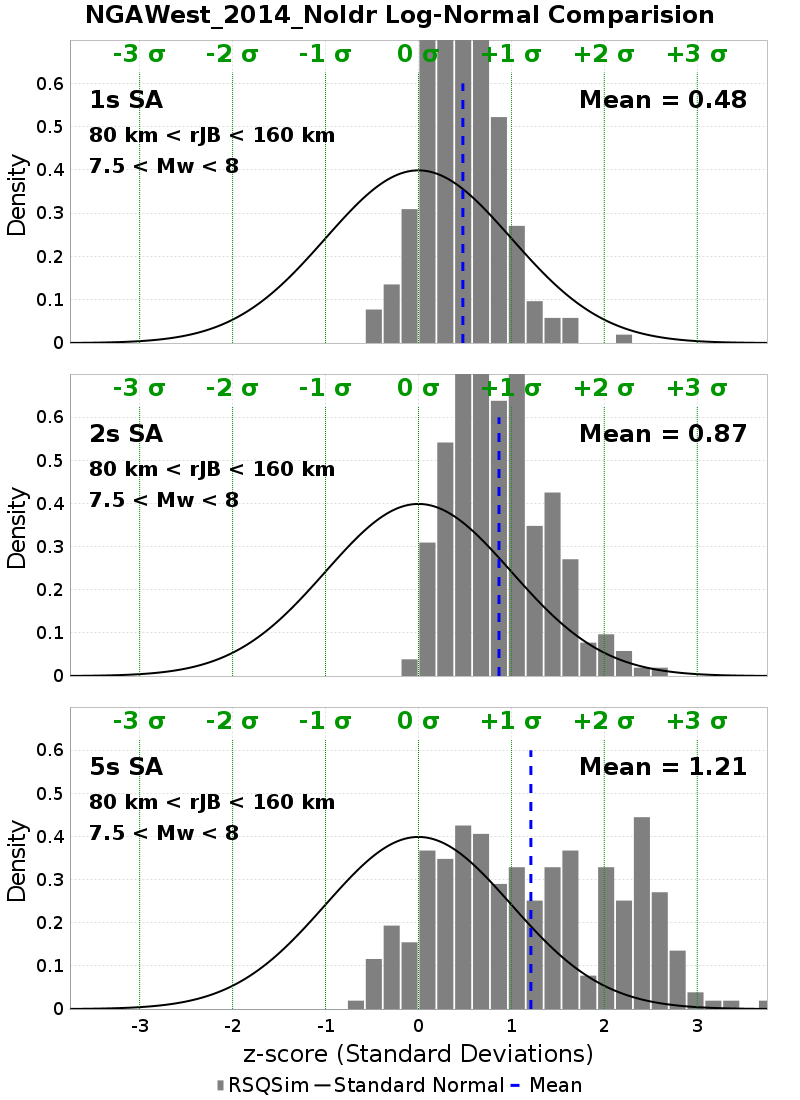 NGAWest_2014_NoIdr Log-Normal Comparision
-3 σ -2 σ -1 σ 0 σ +1 σ +2 σ +3 σ
0.6
1s SA Mean = 0.48
0.5
80 km < rJB < 160 km
7.5 < Mw < 8
0.4
Density
0.3
0.2
0.1
0
-3 σ -2 σ -1 σ 0 σ +1 σ +2 σ +3 σ
0.6
2s SA Mean = 0.87
0.5
80 km < rJB < 160 km
7.5 < Mw < 8
0.4
Density
0.3
0.2
0.1
0
-3 σ -2 σ -1 σ 0 σ +1 σ +2 σ +3 σ
0.6
5s SA Mean = 1.21
0.5
80 km < rJB < 160 km
7.5 < Mw < 8
0.4
Density
0.3
0.2
0.1
0
-3 -2 -1 0 1 2 3
z-score (Standard Deviations)
RSQSim Standard Normal Mean